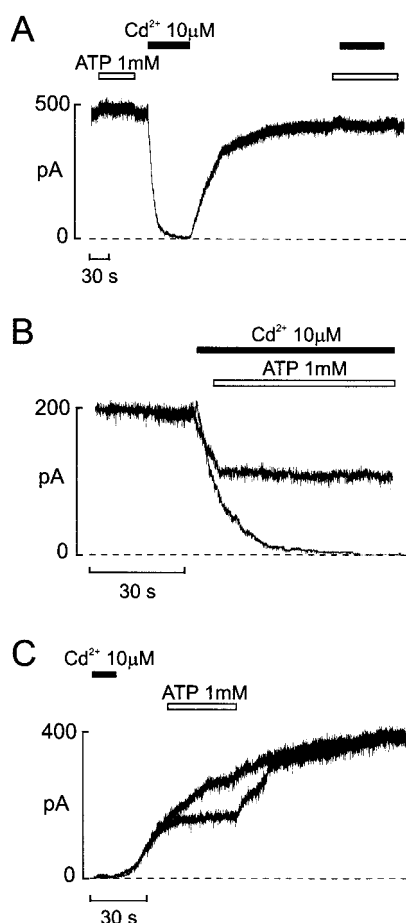 A
Cd²⁺ 10μM
ATP 1mM
500
pA
0
30 s
B
Cd²⁺ 10μM
ATP 1mM
200
pA
0
30 s
C
Cd²⁺ 10μM
ATP 1mM
400
pA
0
30 s